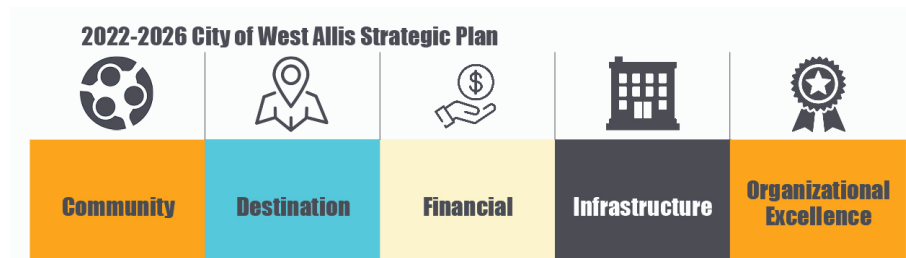 2022-2026 City of West Allis Strategic Plan
$
Community
Destination
Financial
Infrastructure
Organizational
Excellence